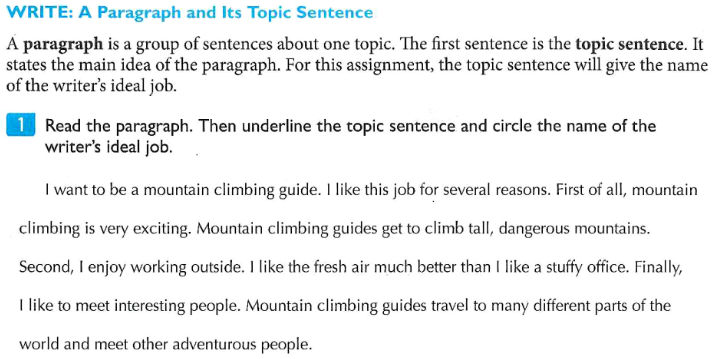 WRITE: A Paragraph and Its Topic Sentence
A paragraph is a group of sentences about one topic. The first sentence is the topic sentence. It
states the main idea of the paragraph. For this assignment, the topic sentence will give the name
of the writer's ideal job.
1 Read the paragraph. Then underline the topic sentence and circle the name of the
writer's ideal job.
I want to be a mountain climbing guide. I like this job for several reasons. First of all, mountain
climbing is very exciting. Mountain climbing guides get to climb tall, dangerous mountains.
Second, I enjoy working outside. I like the fresh air much better than I like a stuffy office. Finally,
I like to meet interesting people. Mountain climbing guides travel to many different parts of the
world and meet other adventurous people.